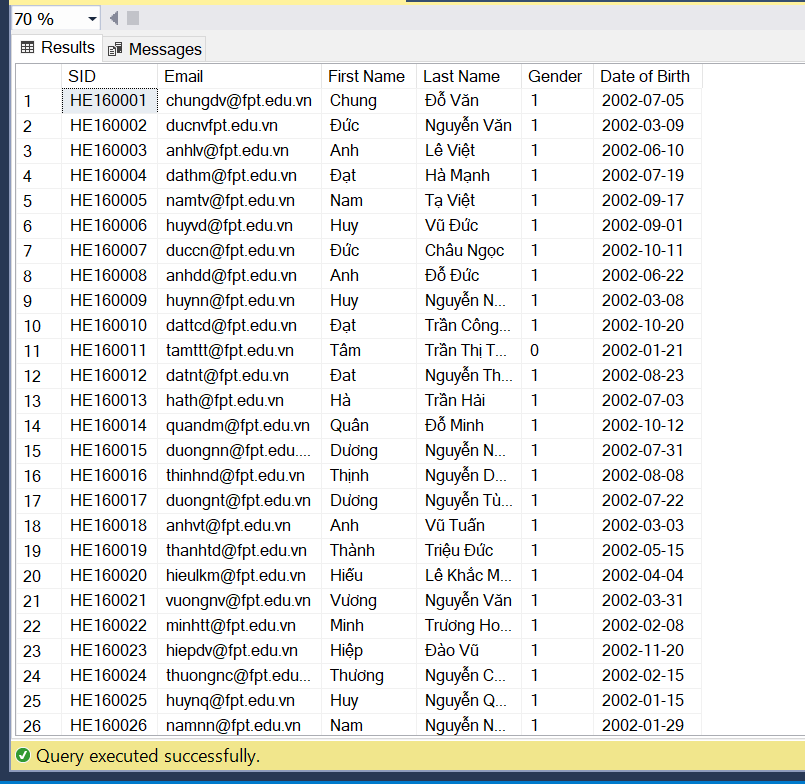 70 %
Results Messages
SID Email First Name Last Name Gender Date of Birth
1 HE160001 chungdv@fpt.edu.vn Chung Đỗ Văn 1 2002-07-05
2 HE160002 ducnvfpt.edu.vn Đức Nguyễn Văn 1 2002-03-09
3 HE160003 anhlv@fpt.edu.vn Anh Lê Việt 1 2002-06-10
4 HE160004 dathm@fpt.edu.vn Đạt Hà Mạnh 1 2002-07-19
5 HE160005 namtv@fpt.edu.vn Nam Tạ Việt 1 2002-09-17
6 HE160006 huyvd@fpt.edu.vn Huy Vũ Đức 1 2002-09-01
7 HE160007 duccn@fpt.edu.vn Đức Châu Ngọc 1 2002-10-11
8 HE160008 anhdd@fpt.edu.vn Anh Đỗ Đức 1 2002-06-22
9 HE160009 huynn@fpt.edu.vn Huy Nguyễn N... 1 2002-03-08
10 HE160010 dattcd@fpt.edu.vn Đạt Trần Công... 1 2002-10-20
11 HE160011 tamttt@fpt.edu.vn Tâm Trần Thị T... 0 2002-01-21
12 HE160012 datnt@fpt.edu.vn Đat Nguyễn Th... 1 2002-08-23
13 HE160013 hath@fpt.edu.vn Hà Trần Hải 1 2002-07-03
14 HE160014 quandm@fpt.edu.vn Quân Đỗ Minh 1 2002-10-12
15 HE160015 duongnn@fpt.edu.... Dương Nguyễn N... 1 2002-07-31
16 HE160016 thinhnd@fpt.edu.vn Thịnh Nguyễn D... 1 2002-08-08
17 HE160017 duongnt@fpt.edu.vn Dương Nguyễn Tù... 1 2002-07-22
18 HE160018 anhvt@fpt.edu.vn Anh Vũ Tuấn 1 2002-03-03
19 HE160019 thanhtd@fpt.edu.vn Thành Triệu Đức 1 2002-05-15
20 HE160020 hieulkm@fpt.edu.vn Hiếu Lê Khắc M... 1 2002-04-04
21 HE160021 vuongnv@fpt.edu.vn Vương Nguyễn Văn 1 2002-03-31
22 HE160022 minhtt@fpt.edu.vn Minh Trương Ho... 1 2002-02-08
23 HE160023 hiepdv@fpt.edu.vn Hiệp Đào Vũ 1 2002-11-20
24 HE160024 thuongnc@fpt.edu... Thương Nguyễn C... 1 2002-02-15
25 HE160025 huynq@fpt.edu.vn Huy Nguyễn Q... 1 2002-01-15
26 HE160026 namnn@fpt.edu.vn Nam Nguyễn N... 1 2002-01-29
Query executed successfully.